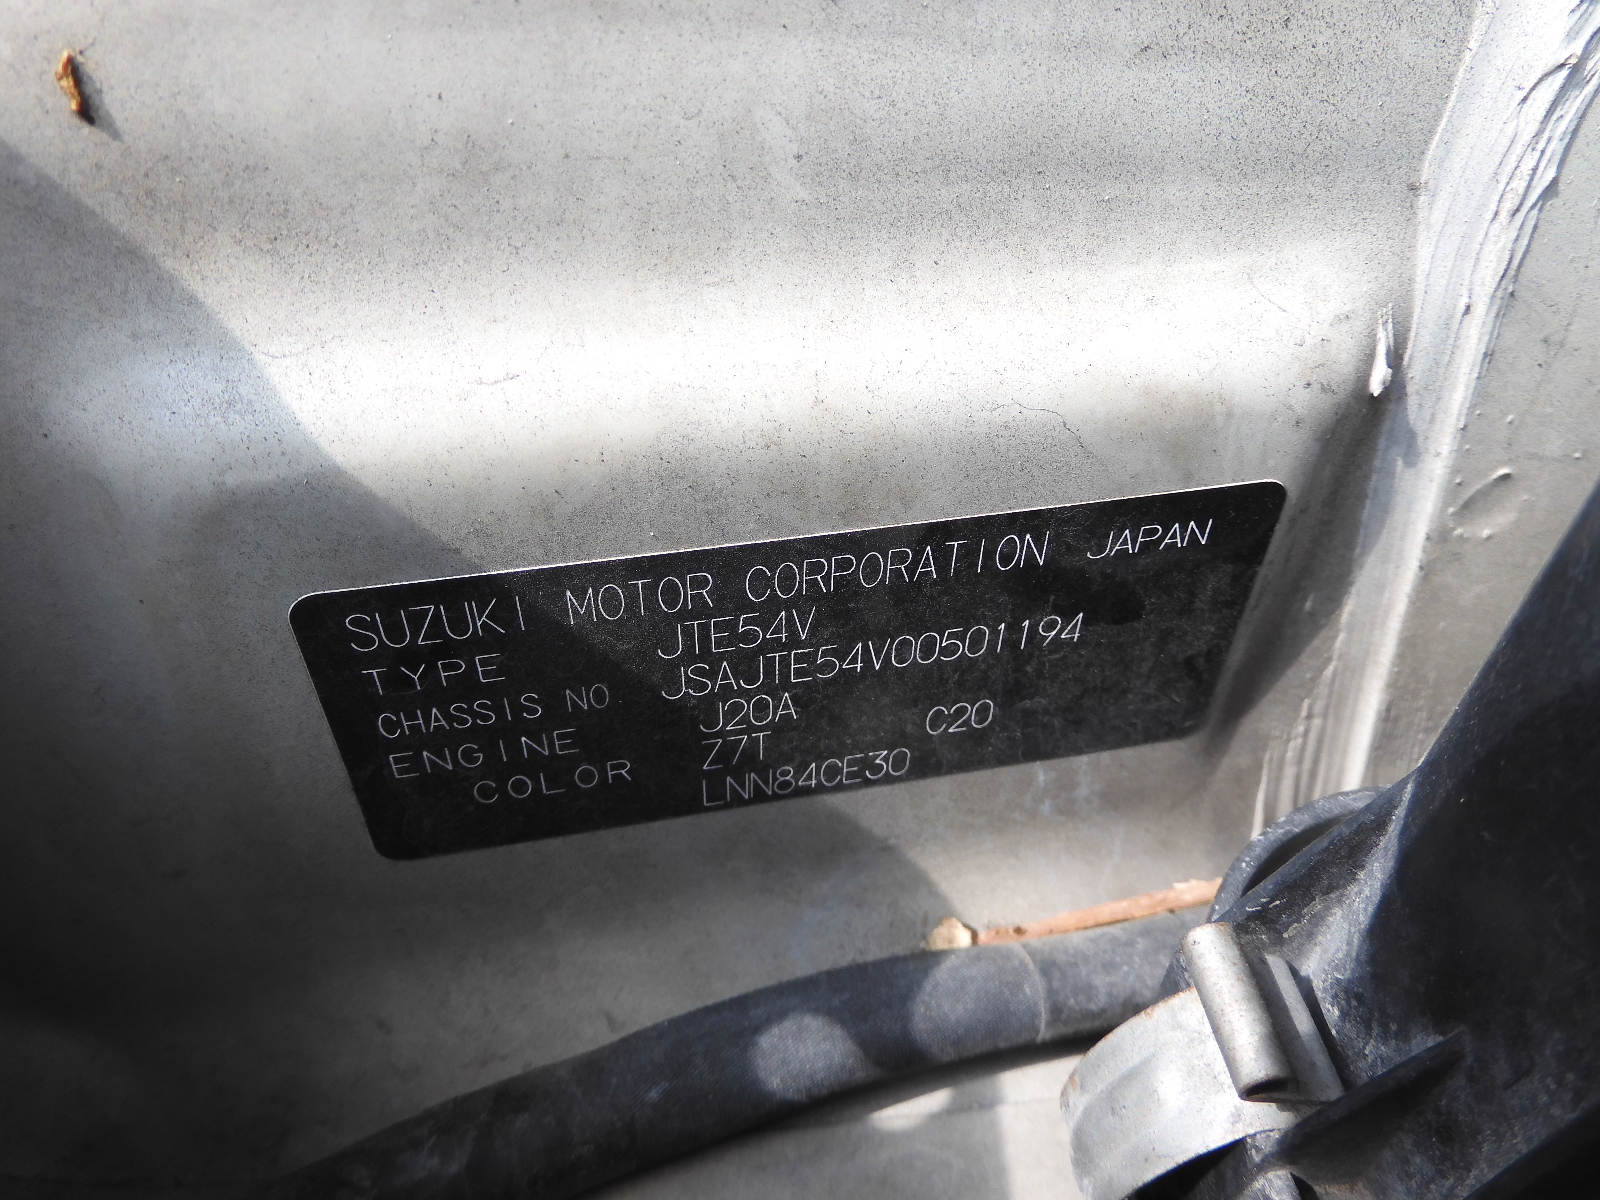 SUZUKI MOTOR CORPORATION JAPAN
TYPE JTE54V
CHASSIS NO. JSAJTE54V00501194
ENGINE J20A
COLOR Z7T C20
LNN84CE30